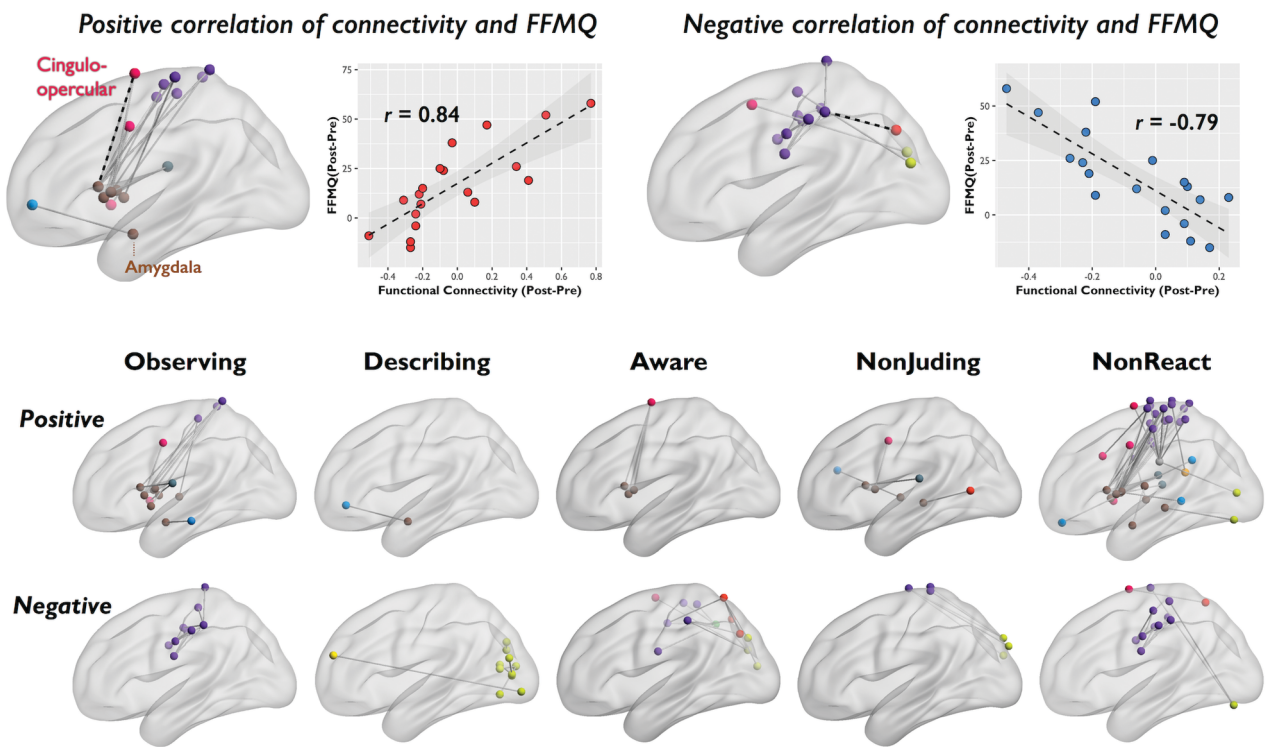 Positive correlation of connectivity and FFMQ
Negative correlation of connectivity and FFMQ
Cingulo-
opercular
Amygdala
r = 0.84
FFMQ(Post-Pre)
75
50
25
0
-0.4 -0.2 0.0 0.2 0.4 0.6 0.8
Functional Connectivity (Post-Pre)
r = -0.79
FFMQ(Post-Pre)
50
25
0
-0.4 -0.2 0.0 0.2
Functional Connectivity (Post-Pre)
Observing Describing Aware NonJuding NonReact
Positive
Negative